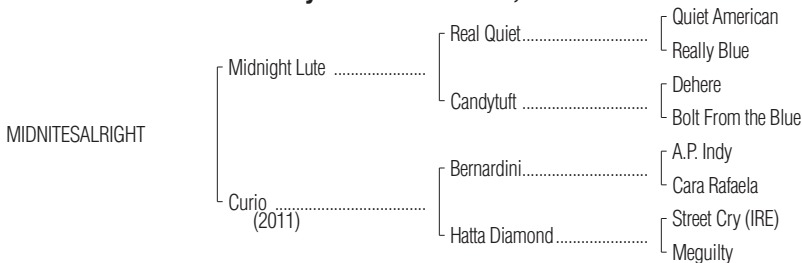 Quiet American
Real Quiet
Really Blue
Midnight Lute
Dehere
Candytuft
Bolt From the Blue
MIDNITESALRIGHT
A.P. Indy
Bernardini
Cara Rafaela
Curio
(2011)
Street Cry (IRE)
Hatta Diamond
Meguilty